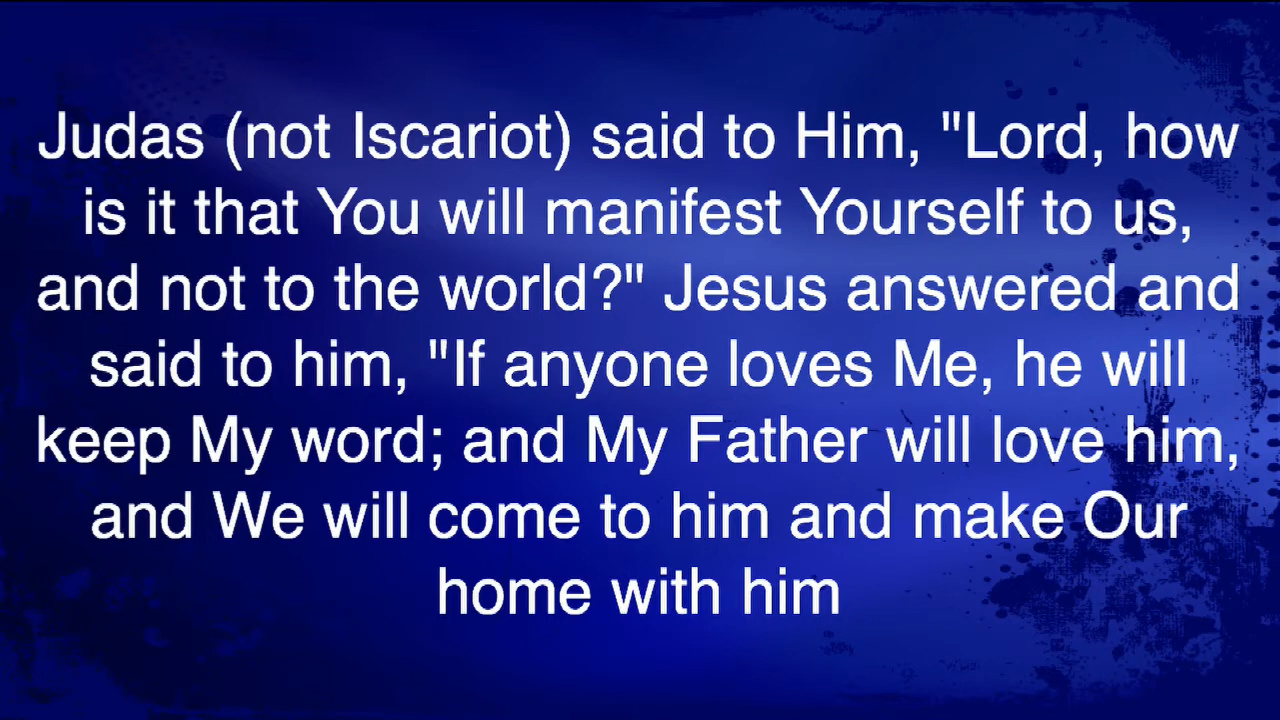 Judas (not Iscariot) said to Him, "Lord, how
is it that You will manifest Yourself to us,
and not to the world?" Jesus answered and
said to him, "If anyone loves Me, he will
keep My word; and My Father will love him,
and We will come to him and make Our
home with him